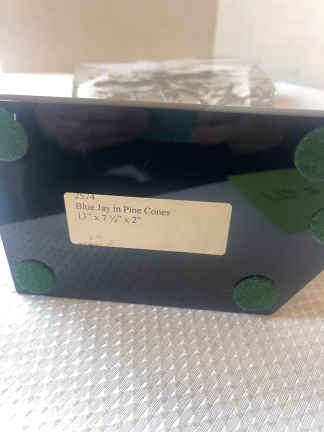 2574
Blue Jay in Pine Cones
13" x 7 ½" x 2"